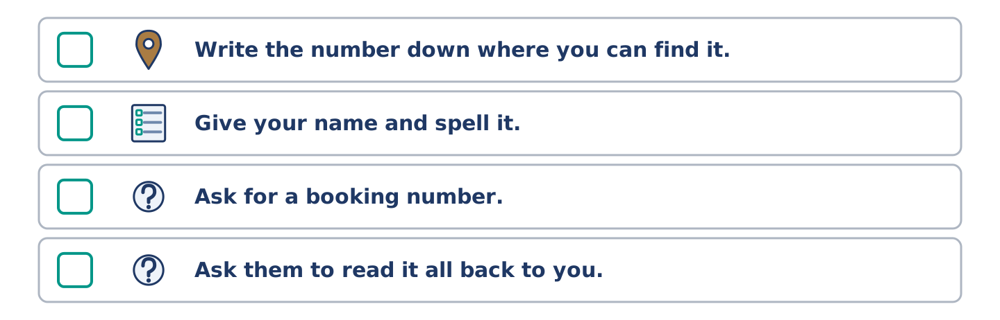 Write the number down where you can find it.
Give your name and spell it.
Ask for a booking number.
Ask them to read it all back to you.